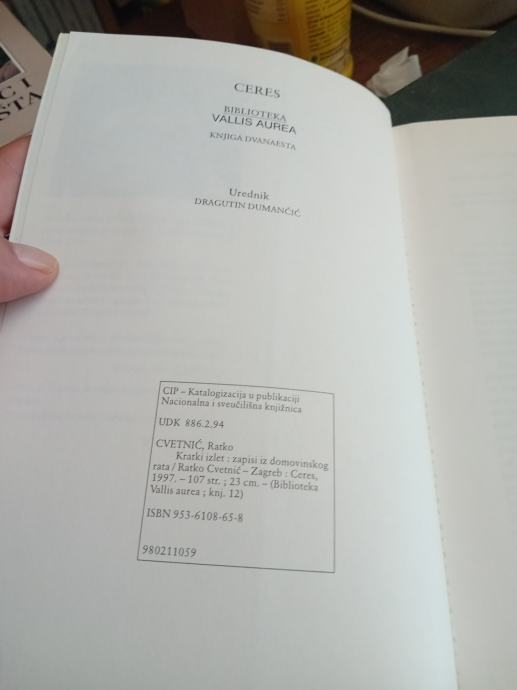 C I
STA
CERES
BIBLIOTEKA
VALLIS AUREA
KNJIGA DVANAESTA
Urednik
DRAGUTIN DUMANČIĆ
CIP – Katalogizacija u publikaciji
Nacionalna i sveučilišna knjižnica
UDK 886.2.94
CVETNIĆ, Ratko
Kratki izlet : zapisi iz domovinskog
rata / Ratko Cvetnić – Zagreb : Ceres,
1997. – 107 str. ; 23 cm. – (Biblioteka
Vallis aurea ; knj. 12)
ISBN 953-6108-65-8
980211059